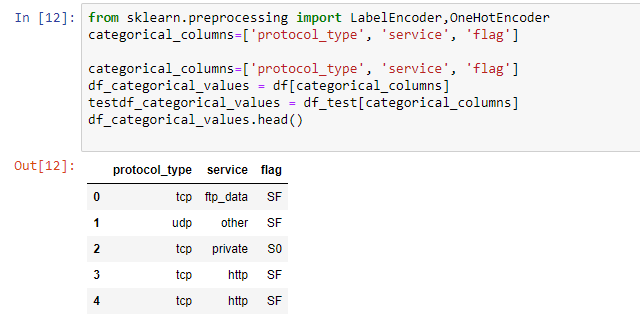 In [12]: from sklearn.preprocessing import LabelEncoder,OneHotEncoder
categorical_columns=['protocol_type', 'service', 'flag']
categorical_columns=['protocol_type', 'service', 'flag']
df_categorical_values = df[categorical_columns]
testdf_categorical_values = df_test[categorical_columns]
df_categorical_values.head()
Out[12]:
protocol_type service flag
0 tcp ftp_data SF
1 udp other SF
2 tcp private S0
3 tcp http SF
4 tcp http SF